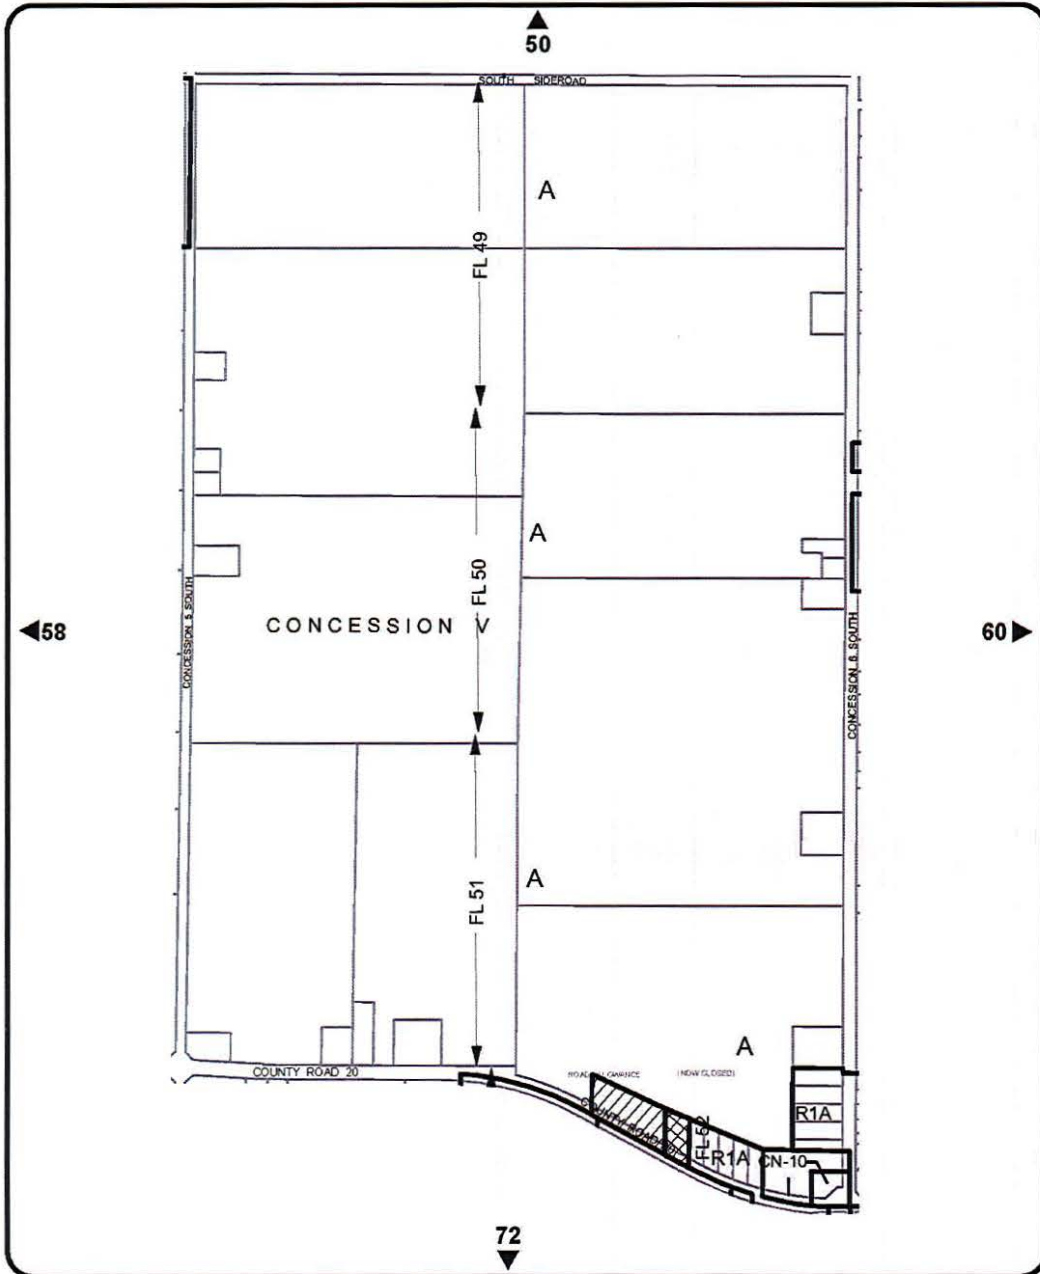 50
SOUTH SIDEROAD
A
FL 49
A
FL 50
CONCESSION 5 SOUTH
CONCESSION V
58
60
CONCESSION 6 SOUTH
A
FL 51
A
COUNTY ROAD 20
(NOW CLOSED)
R1A
FL 52
R1A
CN-10
72